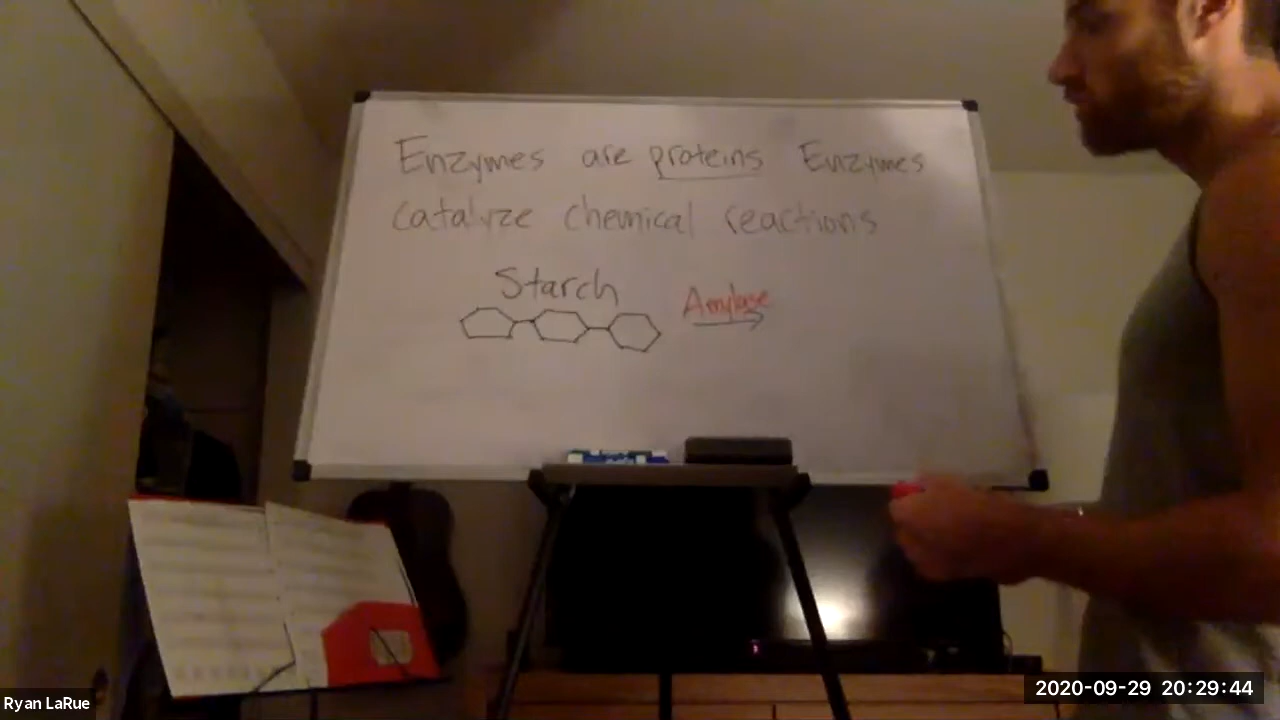 Enzymes are proteins Enzymes
catalyze chemical reactions
Starch
Amylase
Ryan LaRue
2020-09-29 20:29:44